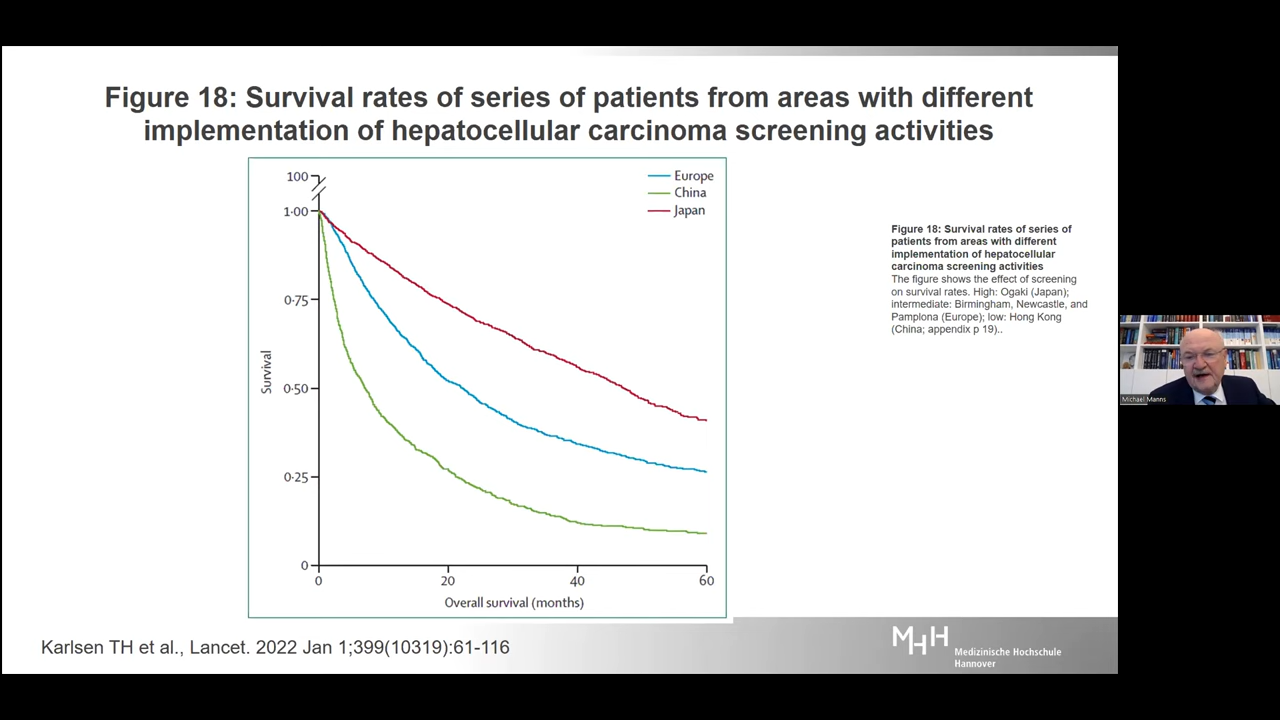 Figure 18: Survival rates of series of patients from areas with different
implementation of hepatocellular carcinoma screening activities
100
1·00
0·75
0·50
0·25
0
Survival
Europe
China
Japan
0
20
40
60
Overall survival (months)
Figure 18: Survival rates of series of
patients from areas with different
implementation of hepatocellular
carcinoma screening activities
The figure shows the effect of screening
on survival rates. High: Ogaki (Japan);
intermediate: Birmingham, Newcastle, and
Pamplona (Europe); low: Hong Kong
(China; appendix p 19)..
Michael Manns
Karlsen TH et al., Lancet. 2022 Jan 1;399(10319):61-116
MHH
Medizinische Hochschule
Hannover